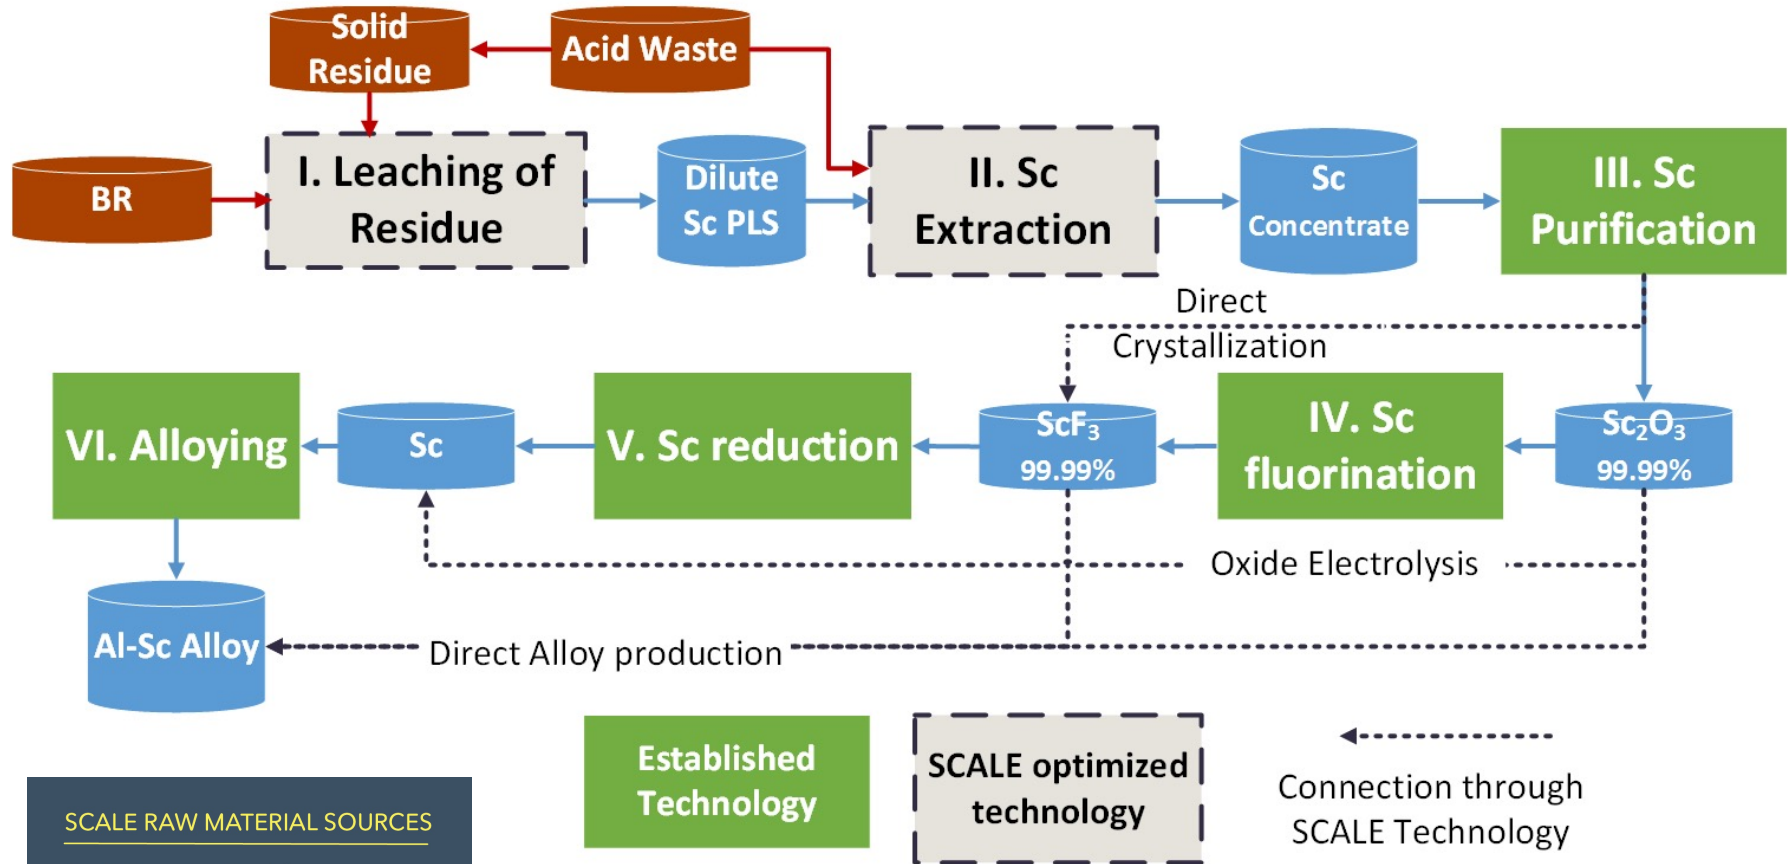 Solid
Residue
Acid Waste
BR
I. Leaching of
Residue
Dilute
Sc PLS
II. Sc
Extraction
Sc
Concentrate
III. Sc
Purification
Direct
Crystallization
VI. Alloying
Sc
V. Sc reduction
ScF₃
99.99%
IV. Sc
fluorination
Sc₂O₃
99.99%
Oxide Electrolysis
Al-Sc Alloy
Direct Alloy production
Established
Technology
SCALE optimized
technology
Connection through
SCALE Technology
SCALE RAW MATERIAL SOURCES